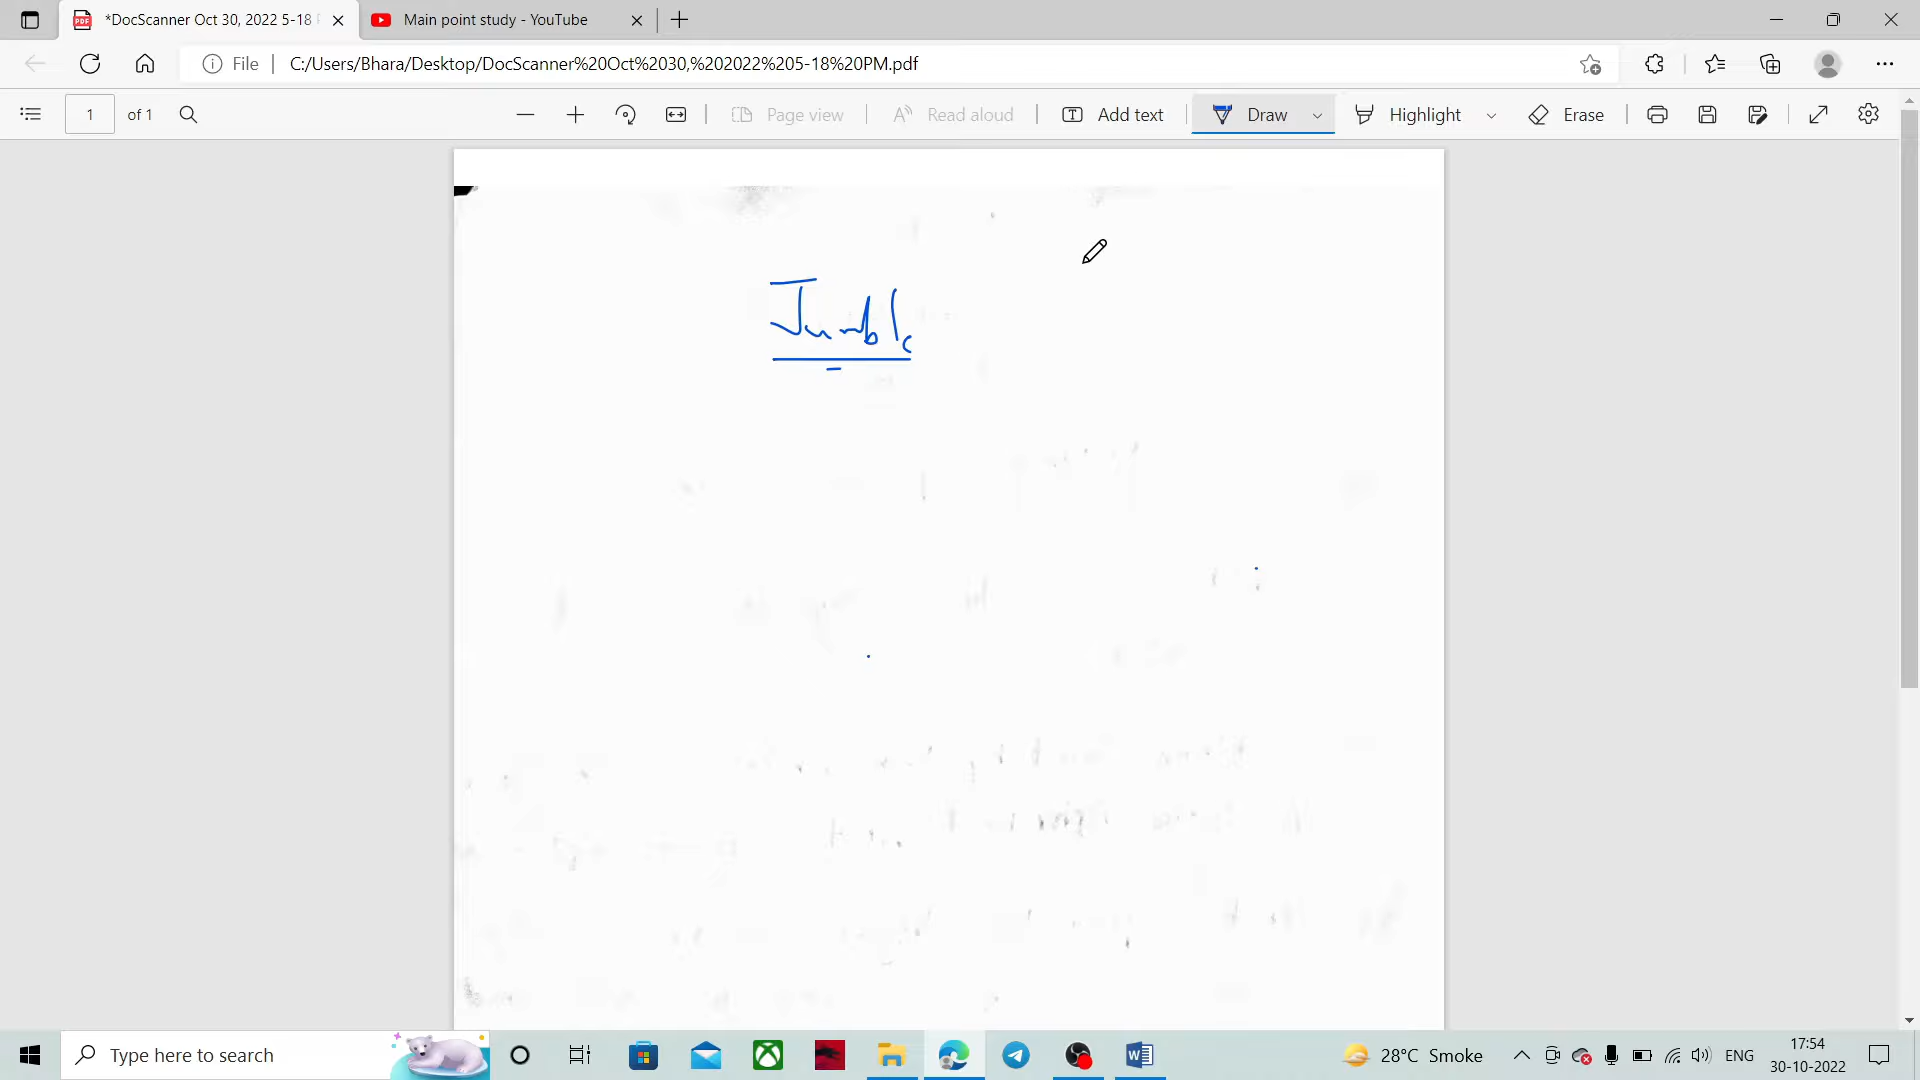 *DocScanner Oct 30, 2022 5-18
Main point study - YouTube
File
C:/Users/Bhara/Desktop/DocScanner%20Oct%2030,%202022%205-18%20PM.pdf
1 of 1
Page view
Read aloud
Add text
Draw
Highlight
Erase
Jumble
Type here to search
28°C Smoke
ENG
17:54
30-10-2022